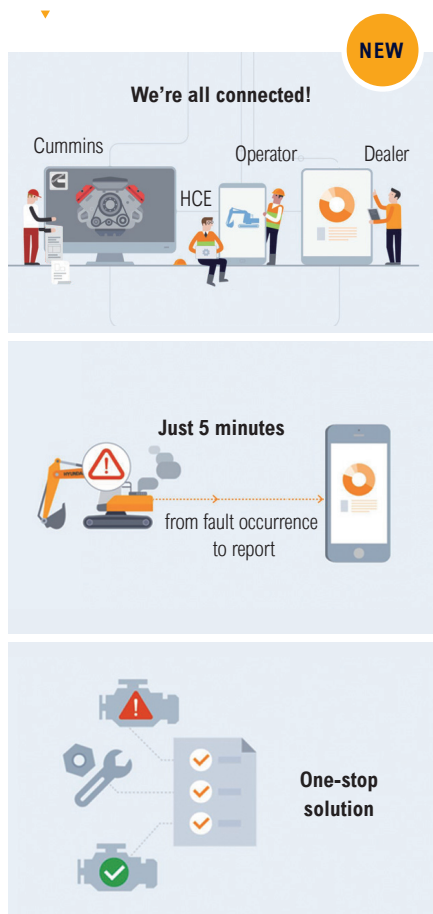 NEW
We're all connected!
Cummins
Operator
Dealer
HCE
Just 5 minutes
HYUNDAI
from fault occurrence
to report
One-stop
solution